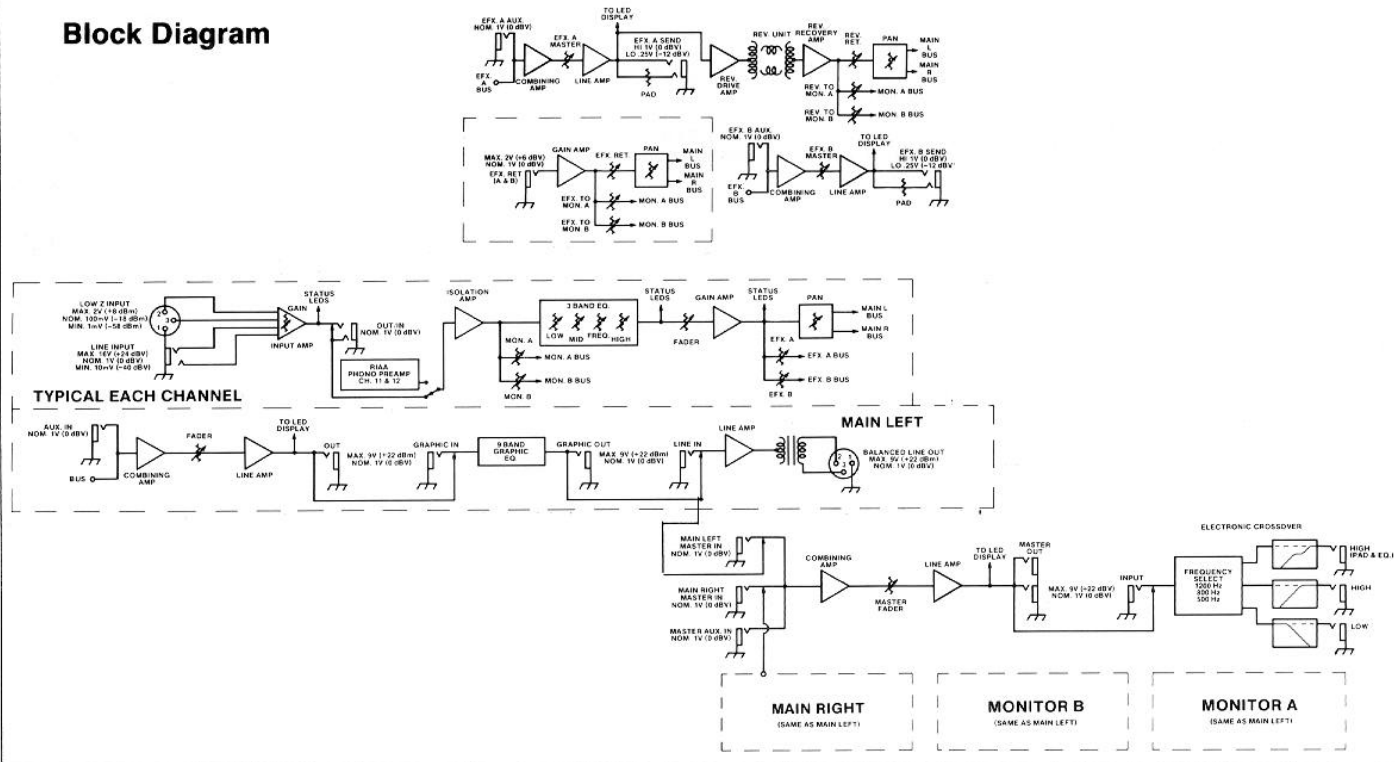 Block Diagram
EFX. A AUX.
NOM. 1V (0 dBV)
EFX. A
MASTER
TO LED
DISPLAY
EFX. A SEND
HI 1V (0 dBV)
LO .25V (-12 dBV)
EFX.
A
BUS
COMBINING
AMP
LINE AMP
PAD
REV.
DRIVE
AMP
REV. UNIT
REV.
RECOVERY
AMP
REV.
RET.
PAN
MAIN
L
BUS
MAIN
R
BUS
REV. TO
MON. A
MON. A BUS
REV. TO
MON. B
MON. B BUS
MAX. 2V (+6 dBV)
NOM. 1V (0 dBV)
EFX. RET
(A & B)
GAIN AMP
EFX. RET.
PAN
MAIN
L
BUS
MAIN
R
BUS
EFX. TO
MON. A
MON. A BUS
EFX. TO
MON. B
MON. B BUS
EFX. B AUX.
NOM. 1V (0 dBV)
EFX. B
MASTER
TO LED
DISPLAY
EFX. B SEND
HI 1V (0 dBV)
LO .25V (-12 dBV)
EFX.
B
BUS
COMBINING
AMP
LINE AMP
PAD
LOW Z INPUT
MAX. 2V (+8 dBm)
NOM. 100mV (-18 dBm)
MIN. 1mV (-58 dBm)
2
3
1
LINE INPUT
MAX. 16V (+24 dBV)
NOM. 1V (0 dBV)
MIN. 10mV (-40 dBV)
GAIN
INPUT AMP
STATUS
LEDS
OUT/IN
NOM. 1V (0 dBV)
RIAA
PHONO PREAMP
CH. 11 & 12
ISOLATION
AMP
MON. A
MON. A BUS
MON. B BUS
MON. B
3 BAND EQ.
LOW
MID
FREQ.
HIGH
STATUS
LEDS
FADER
GAIN AMP
STATUS
LEDS
PAN
MAIN L
BUS
MAIN R
BUS
EFX. A
EFX. A BUS
EFX. B BUS
EFX. B
TYPICAL EACH CHANNEL
MAIN LEFT
AUX. IN
NOM. 1V (0 dBV)
BUS
COMBINING
AMP
FADER
LINE AMP
TO LED
DISPLAY
OUT
MAX. 9V (+22 dBm)
NOM. 1V (0 dBV)
GRAPHIC IN
9 BAND
GRAPHIC
EQ.
GRAPHIC OUT
MAX. 9V (+22 dBm)
NOM. 1V (0 dBV)
LINE IN
LINE AMP
2
1
3
BALANCED LINE OUT
MAX. 9V (+22 dBm)
NOM. 1V (0 dBV)
MAIN LEFT
MASTER IN
NOM. 1V (0 dBV)
MAIN RIGHT
MASTER IN
NOM. 1V (0 dBV)
MASTER AUX. IN
NOM. 1V (0 dBV)
COMBINING
AMP
MASTER
FADER
LINE AMP
TO LED
DISPLAY
MASTER
OUT
MAX. 9V (+22 dBV)
NOM. 1V (0 dBV)
INPUT
FREQUENCY
SELECT
1200 Hz
800 Hz
500 Hz
ELECTRONIC CROSSOVER
HIGH
(PAD & EQ.)
HIGH
LOW
MAIN RIGHT
(SAME AS MAIN LEFT)
MONITOR B
(SAME AS MAIN LEFT)
MONITOR A
(SAME AS MAIN LEFT)